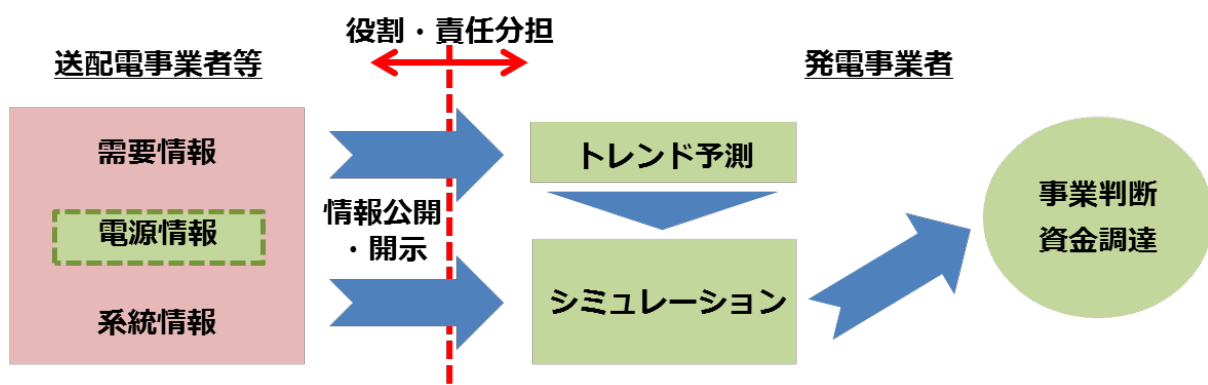 役割・責任分担
送配電事業者等
発電事業者
需要情報
電源情報
系統情報
情報公開
・開示
トレンド予測
シミュレーション
事業判断
資金調達